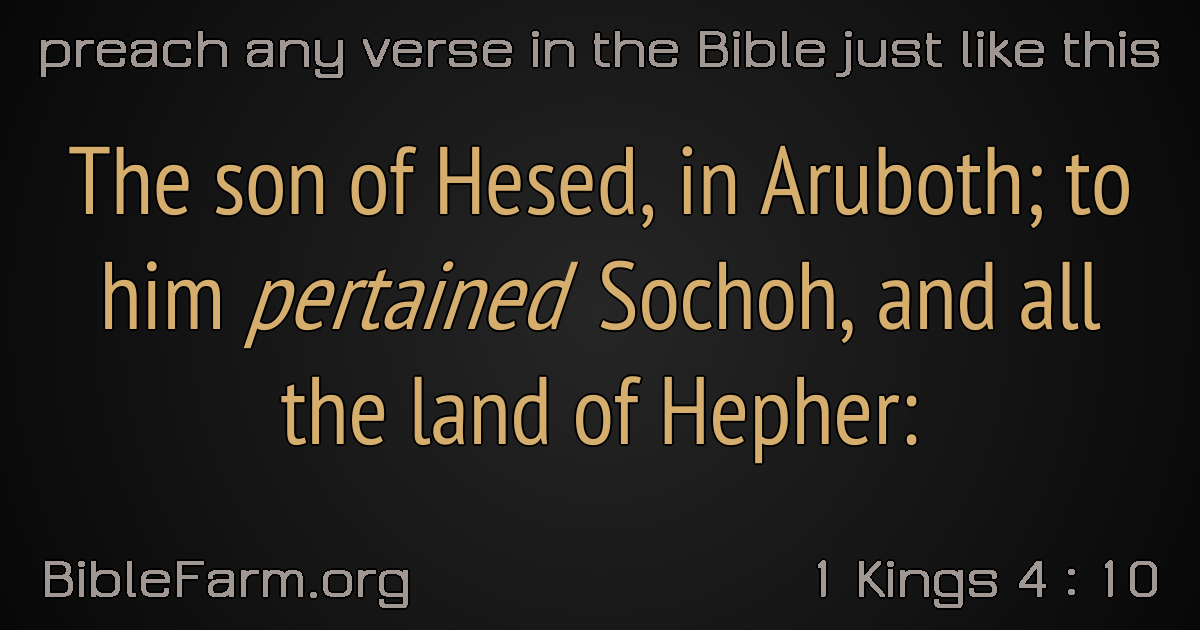 preach any verse in the Bible just like this
The son of Hesed, in Aruboth; to
him pertained Sochoh, and all
the land of Hepher:
BibleFarm.org
1 Kings 4 : 10